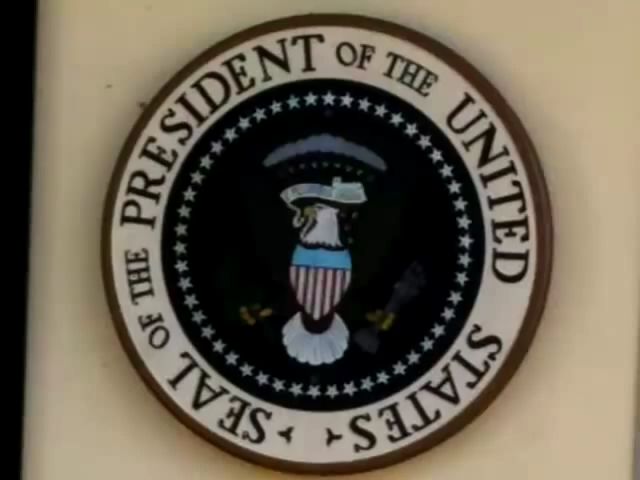 SEAL OF THE PRESIDENT OF THE UNITED STATES